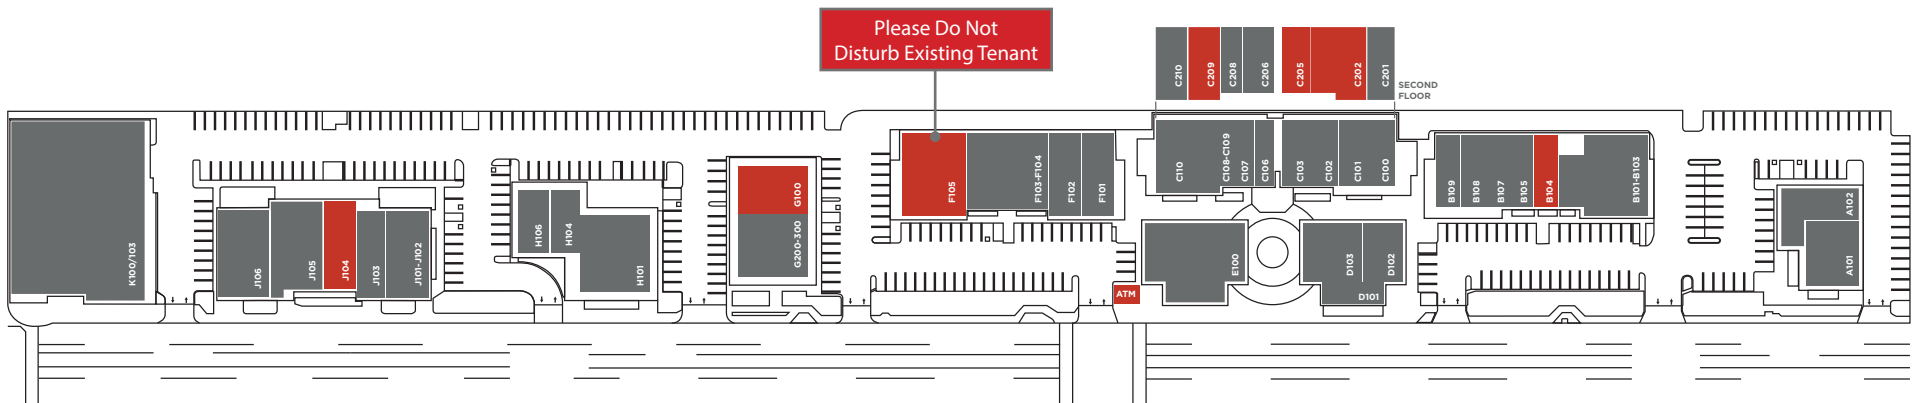 Please Do Not
Disturb Existing Tenant
C210
C209
C208
C206
C205
C202
C201
SECOND
FLOOR
K100/103
J106
J105
J104
J103
J101-J102
H106
H104
H101
G100
G200-300
F105
F103-F104
F102
F101
C110
C108-C109
C107
C106
C103
C102
C101
C100
B109
B108
B107
B105
B104
B101-B103
A102
A101
E100
D103
D102
D101
ATM